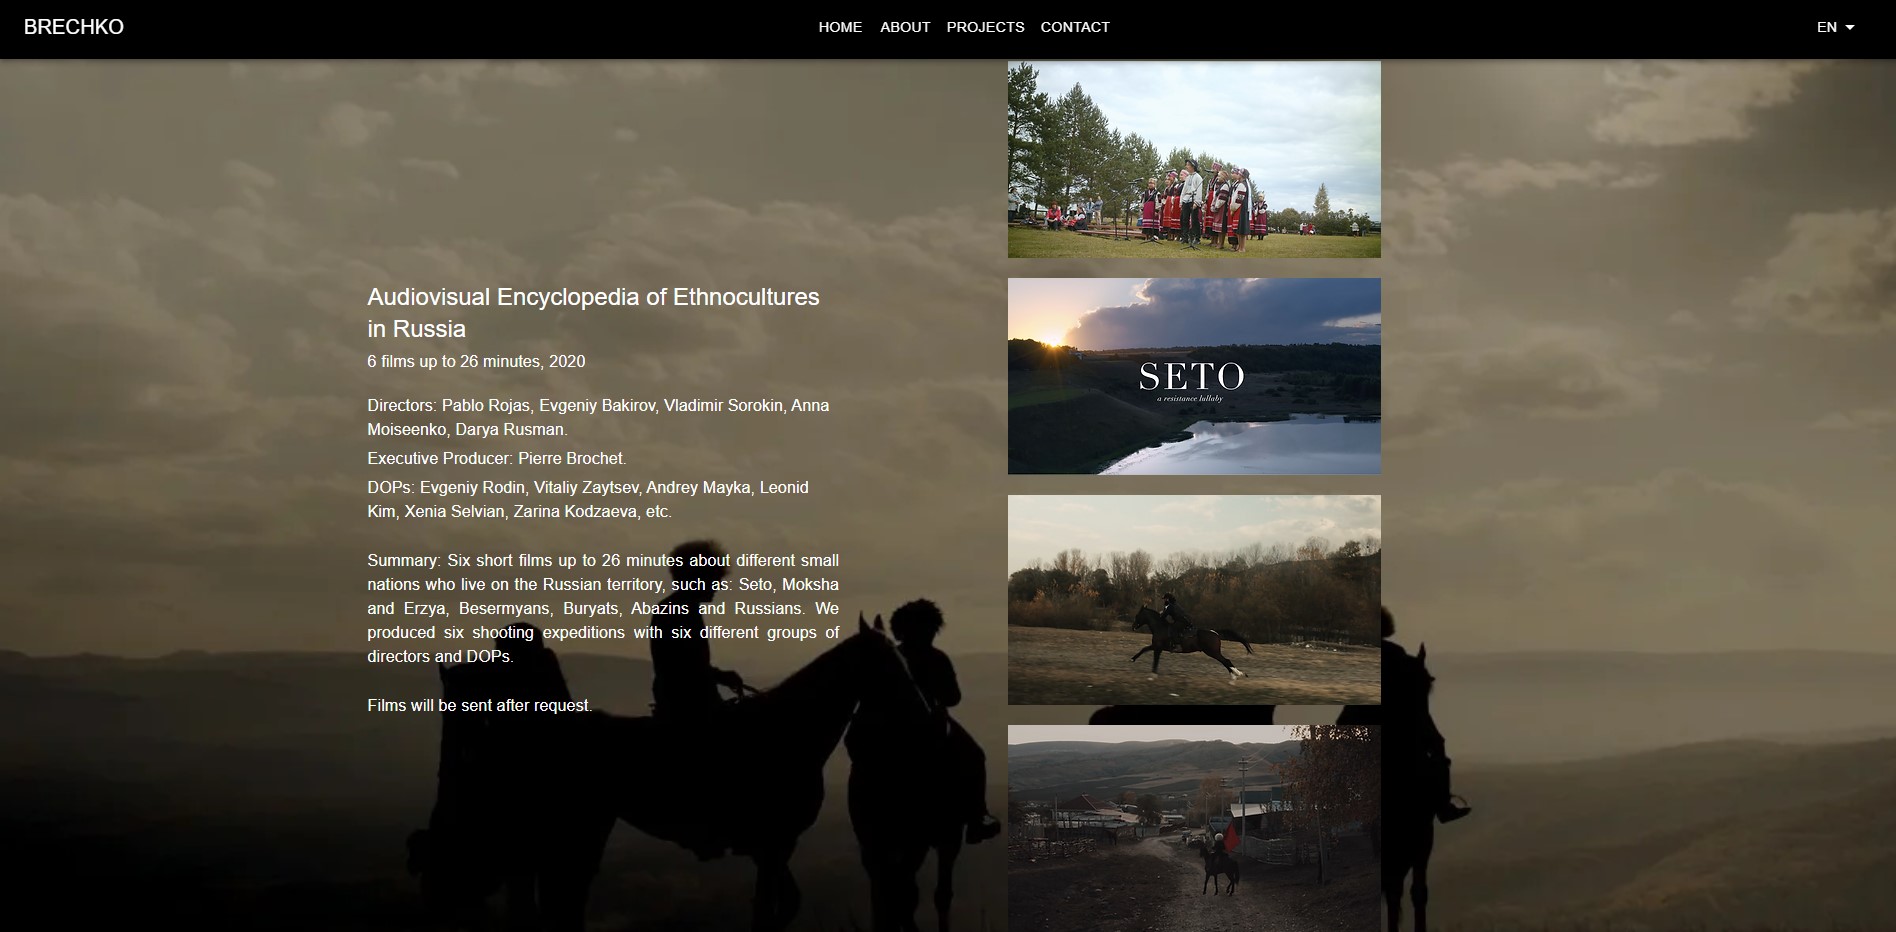 BRECHKO
HOME ABOUT PROJECTS CONTACT
EN
Audiovisual Encyclopedia of Ethnocultures
in Russia
6 films up to 26 minutes, 2020
Directors: Pablo Rojas, Evgeniy Bakirov, Vladimir Sorokin, Anna
Moiseenko, Darya Rusman.
Executive Producer: Pierre Brochet.
DOPs: Evgeniy Rodin, Vitaliy Zaytsev, Andrey Mayka, Leonid
Kim, Xenia Selvian, Zarina Kodzaeva, etc.
Summary: Six short films up to 26 minutes about different small
nations who live on the Russian territory, such as: Seto, Moksha
and Erzya, Besermyans, Buryats, Abazins and Russians. We
produced six shooting expeditions with six different groups of
directors and DOPs.
Films will be sent after request.
SETO
a resistance lullaby